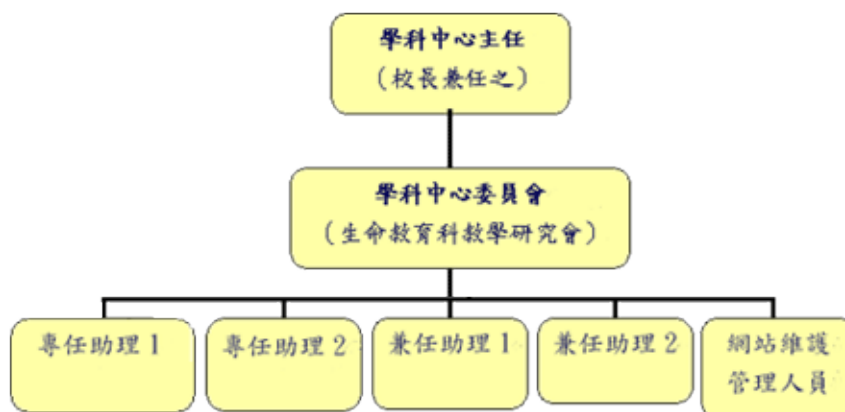 學科中心主任
（校長兼任之）
學科中心委員會
（生命教育科教學研究會）
專任助理 1
專任助理 2
兼任助理 1
兼任助理 2
網站維護
管理人員